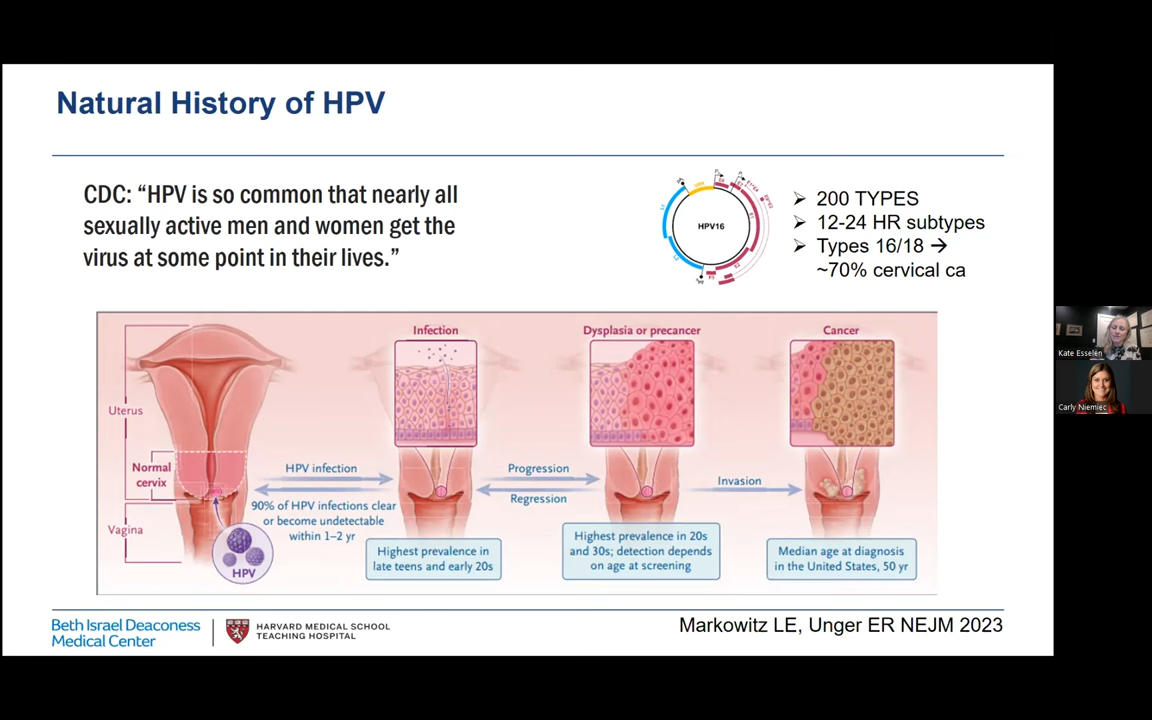 Natural History of HPV
CDC: “HPV is so common that nearly all
sexually active men and women get the
virus at some point in their lives.”
HPV16
➢ 200 TYPES
➢ 12-24 HR subtypes
➢ Types 16/18 →
~70% cervical ca
Infection
Dysplasia or precancer
Cancer
Uterus
Normal
cervix
Vagina
HPV
HPV infection
90% of HPV infections clear
or become undetectable
within 1–2 yr
Progression
Regression
Invasion
Highest prevalence in
late teens and early 20s
Highest prevalence in 20s
and 30s; detection depends
on age at screening
Median age at diagnosis
in the United States, 50 yr
Beth Israel Deaconess
Medical Center
HARVARD MEDICAL SCHOOL
TEACHING HOSPITAL
Markowitz LE, Unger ER NEJM 2023
Kate Esselen
Carly Niemiec